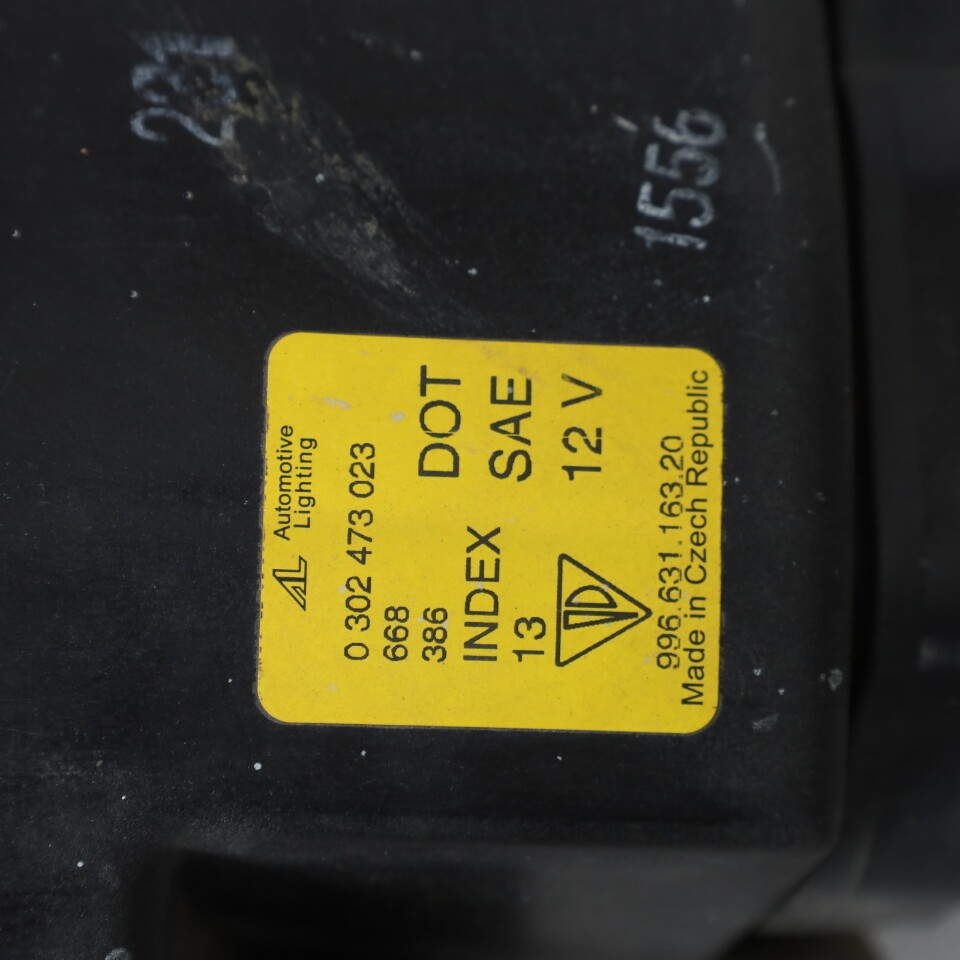 231
1556
AL Automotive
Lighting
0 302 473 023
668
386 DOT
INDEX SAE
13
12 V
996.631.163.20
Made in Czech Republic